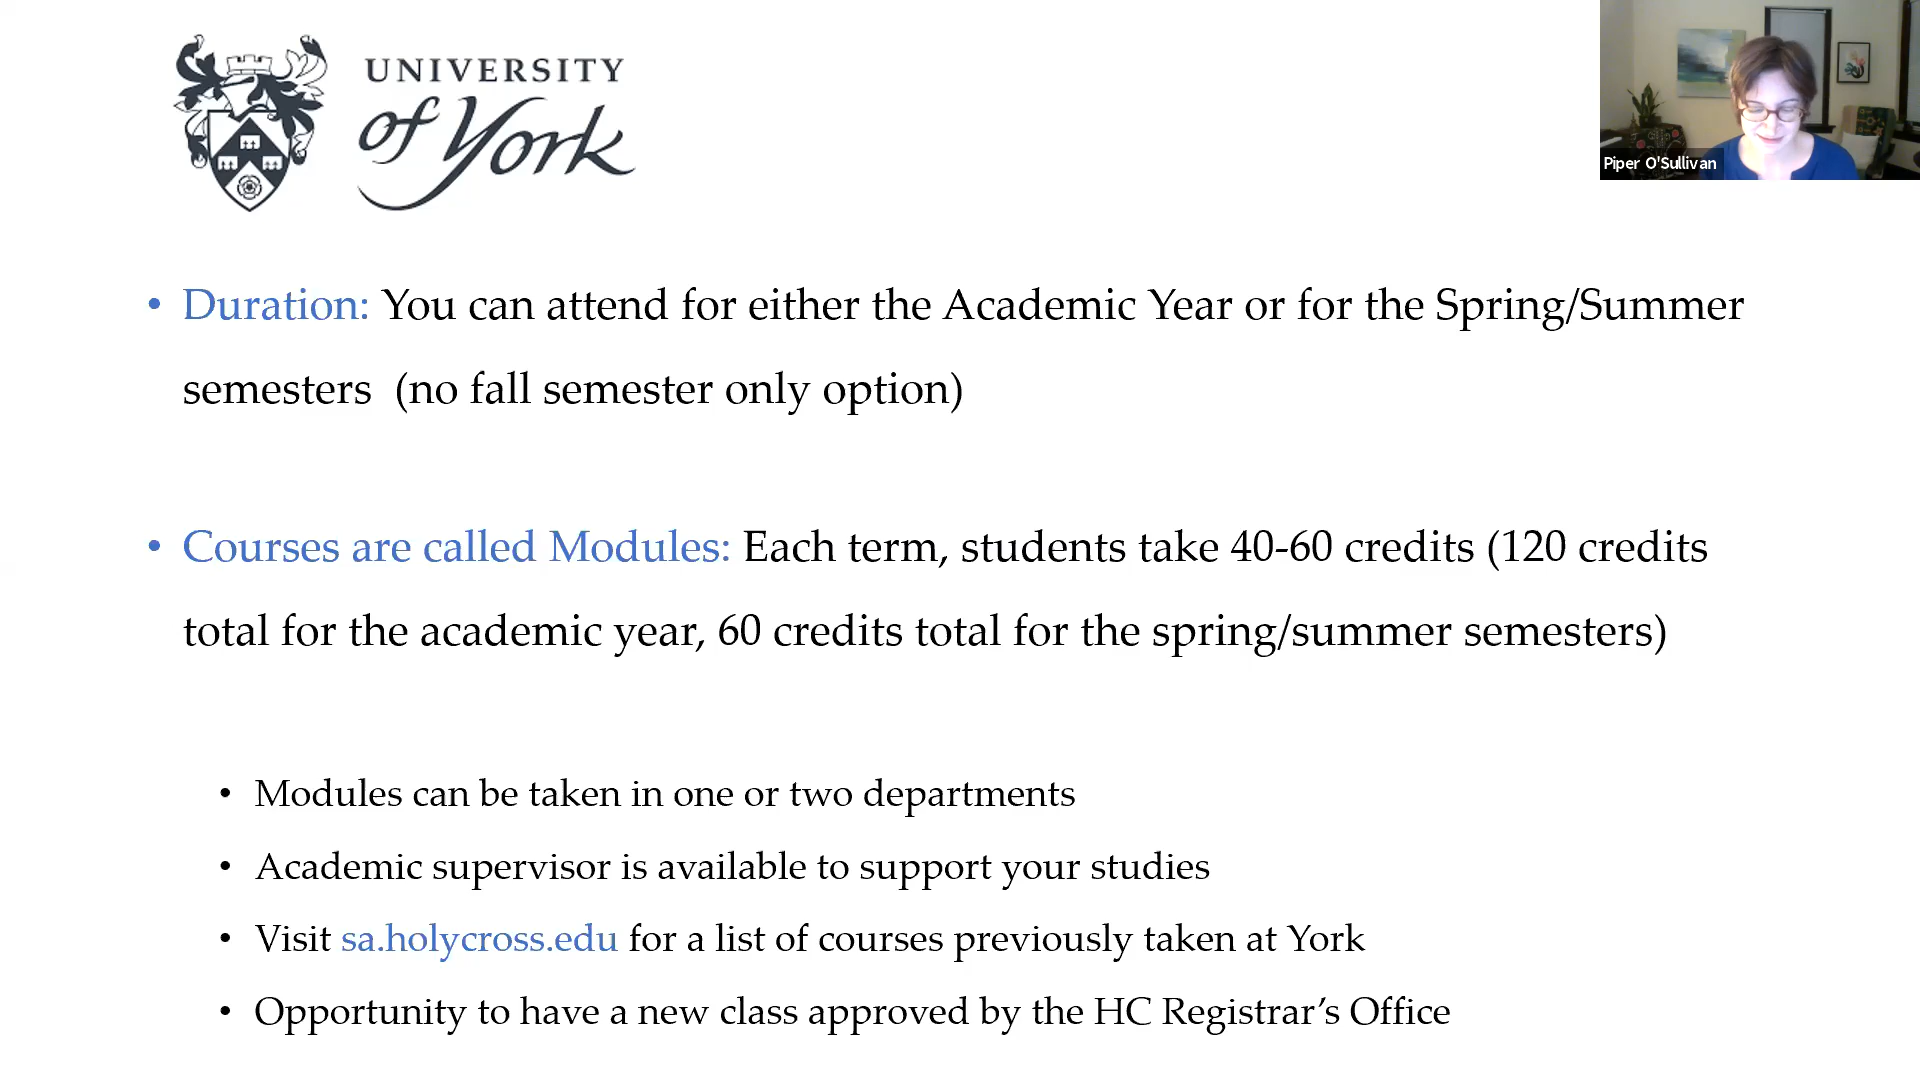 UNIVERSITY
of York
Piper O'Sullivan
• Duration: You can attend for either the Academic Year or for the Spring/Summer
semesters (no fall semester only option)
• Courses are called Modules: Each term, students take 40-60 credits (120 credits
total for the academic year, 60 credits total for the spring/summer semesters)
• Modules can be taken in one or two departments
• Academic supervisor is available to support your studies
• Visit sa.holycross.edu for a list of courses previously taken at York
• Opportunity to have a new class approved by the HC Registrar’s Office